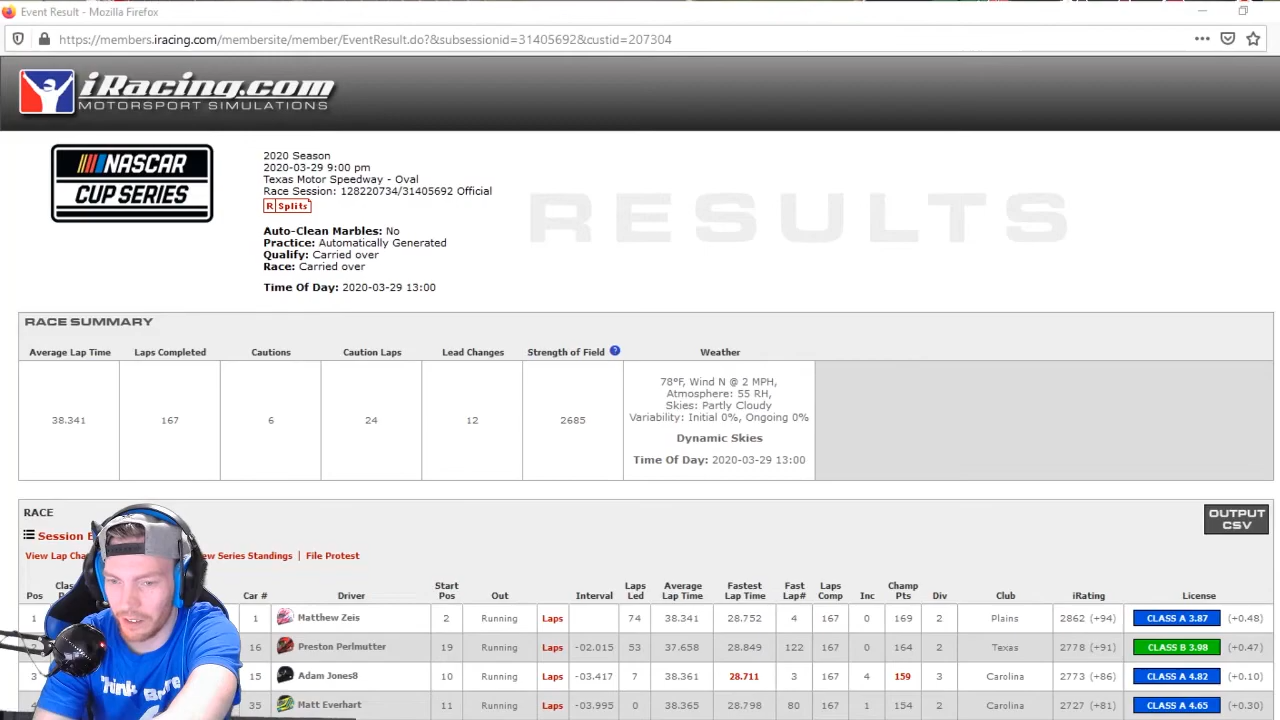 Event Result - Mozilla Firefox
https://members.iracing.com/membersite/member/EventResult.do?&subsessionid=31405692&custid=207304
iRacing.com
MOTORSPORT SIMULATIONS
NASCAR
CUP SERIES
2020 Season
2020-03-29 9:00 pm
Texas Motor Speedway - Oval
Race Session: 128220734/31405692 Official
R Splits
RESULTS
Auto-Clean Marbles: No
Practice: Automatically Generated
Qualify: Carried over
Race: Carried over
Time Of Day: 2020-03-29 13:00
RACE SUMMARY
Average Lap Time Laps Completed Cautions Caution Laps Lead Changes Strength of Field ? Weather
38.341 167 6 24 12 2685
78°F, Wind N @ 2 MPH,
Atmosphere: 55 RH,
Skies: Partly Cloudy
Variability: Initial 0%, Ongoing 0%
Dynamic Skies
Time Of Day: 2020-03-29 13:00
RACE
OUTPUT
CSV
Session
View Lap Series Standings | File Protest
Pos Car # Driver Start Pos Out Interval Laps Led Average Lap Time Fastest Lap Time Fast Lap# Laps Comp Inc Champ Pts Div Club iRating License
1 1 Matthew Zeis 2 Running Laps 74 38.341 28.752 4 167 0 169 2 Plains 2862 (+94) CLASS A 3.87 (+0.48)
16 Preston Perlmutter 19 Running Laps -02.015 53 37.658 28.849 122 167 0 164 2 Texas 2778 (+91) CLASS B 3.98 (+0.47)
3 15 Adam Jones8 10 Running Laps -03.417 7 38.361 28.711 3 167 4 159 3 Carolina 2773 (+86) CLASS A 4.82 (+0.10)
4 35 Matt Everhart 11 Running Laps -03.995 0 38.365 28.798 80 167 1 154 2 Carolina 2727 (+81) CLASS A 4.65 (+0.30)
Think Before